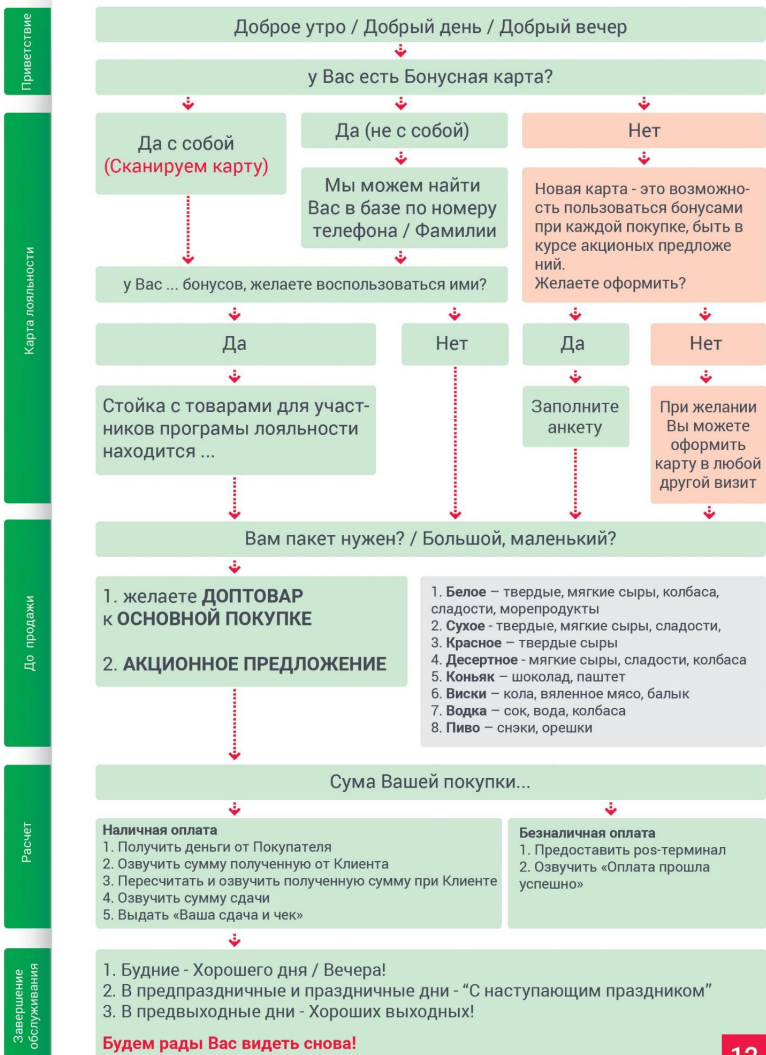 Приветствие
Доброе утро / Добрый день / Добрый вечер
у Вас есть Бонусная карта?
Карта лояльности
Да с собой
(Сканируем карту)
Да (не с собой)
Мы можем найти
Вас в базе по номеру
телефона / Фамилии
Нет
Новая карта - это возможно-
сть пользоваться бонусами
при каждой покупке, быть в
курсе акционых предложе
ний.
Желаете оформить?
у Вас ... бонусов, желаете воспользоваться ими?
Да
Нет
Да
Нет
Стойка с товарами для участ-
ников програмы лояльности
находится ...
Заполните
анкету
При желании
Вы можете
оформить
карту в любой
другой визит
До продажи
Вам пакет нужен? / Большой, маленький?
1. желаете ДОПТОВАР
к ОСНОВНОЙ ПОКУПКЕ
2. АКЦИОННОЕ ПРЕДЛОЖЕНИЕ
1. Белое – твердые, мягкие сыры, колбаса,
сладости, морепродукты
2. Сухое - твердые, мягкие сыры, сладости,
3. Красное – твердые сыры
4. Десертное - мягкие сыры, сладости, колбаса
5. Коньяк – шоколад, паштет
6. Виски – кола, вяленное мясо, балык
7. Водка – сок, вода, колбаса
8. Пиво – снэки, орешки
Расчет
Сума Вашей покупки...
Наличная оплата
1. Получить деньги от Покупателя
2. Озвучить сумму полученную от Клиента
3. Пересчитать и озвучить полученную сумму при Клиенте
4. Озвучить сумму сдачи
5. Выдать «Ваша сдача и чек»
Безналичная оплата
1. Предоставить pos-терминал
2. Озвучить «Оплата прошла
успешно»
Завершение
обслуживания
1. Будние - Хорошего дня / Вечера!
2. В предпраздничные и праздничные дни - “С наступающим праздником”
3. В предвыходные дни - Хороших выходных!
Будем рады Вас видеть снова!
12